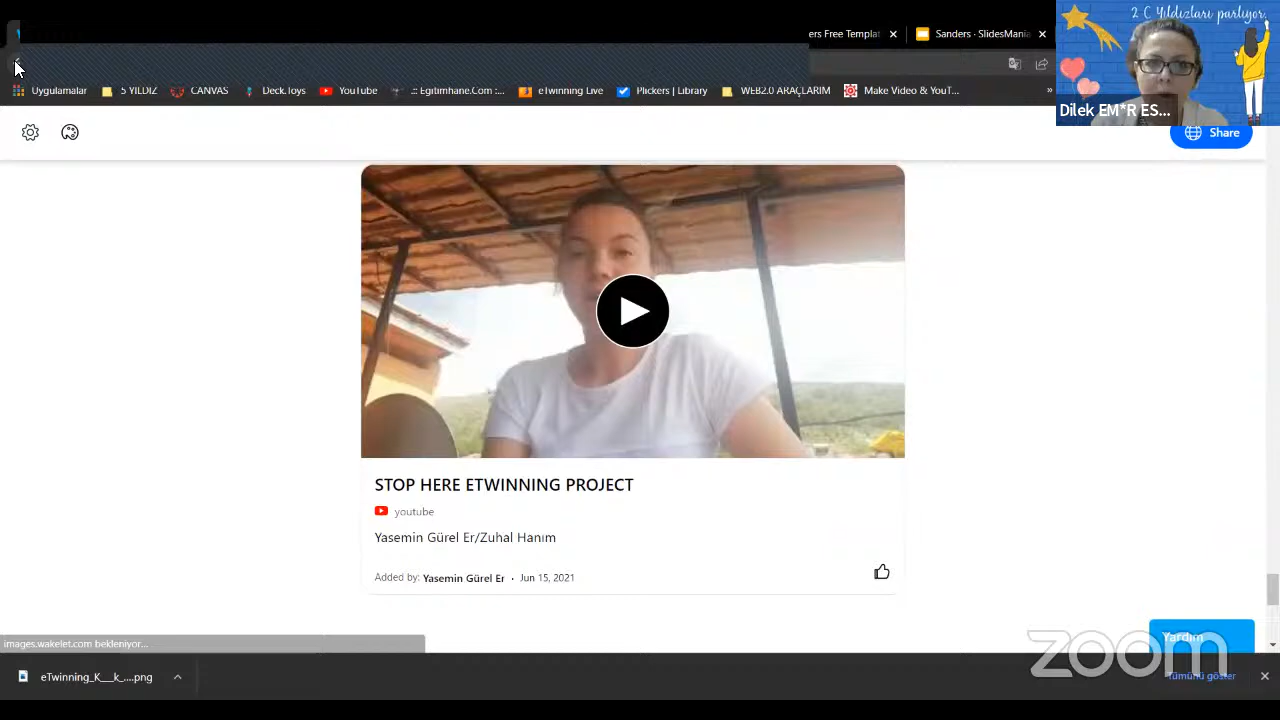 ers Free Templat
Sanders · SlidesMania
2 C Yıldızları parlıyor.
Uygulamalar
5 YILDIZ
CANVAS
Deck.Toys
YouTube
.:: Egitimhane.Com :...
eTwinning Live
Plickers | Library
WEB2.0 ARAÇLARIM
Make Video & YouT...
»
Dilek EM*R ES...
Share
STOP HERE ETWINNING PROJECT
youtube
Yasemin Gürel Er/Zuhal Hanım
Added by: Yasemin Gürel Er · Jun 15, 2021
images.wakelet.com bekleniyor...
Yardım
zoom
eTwinning_K___k_....png
Tümünü göster